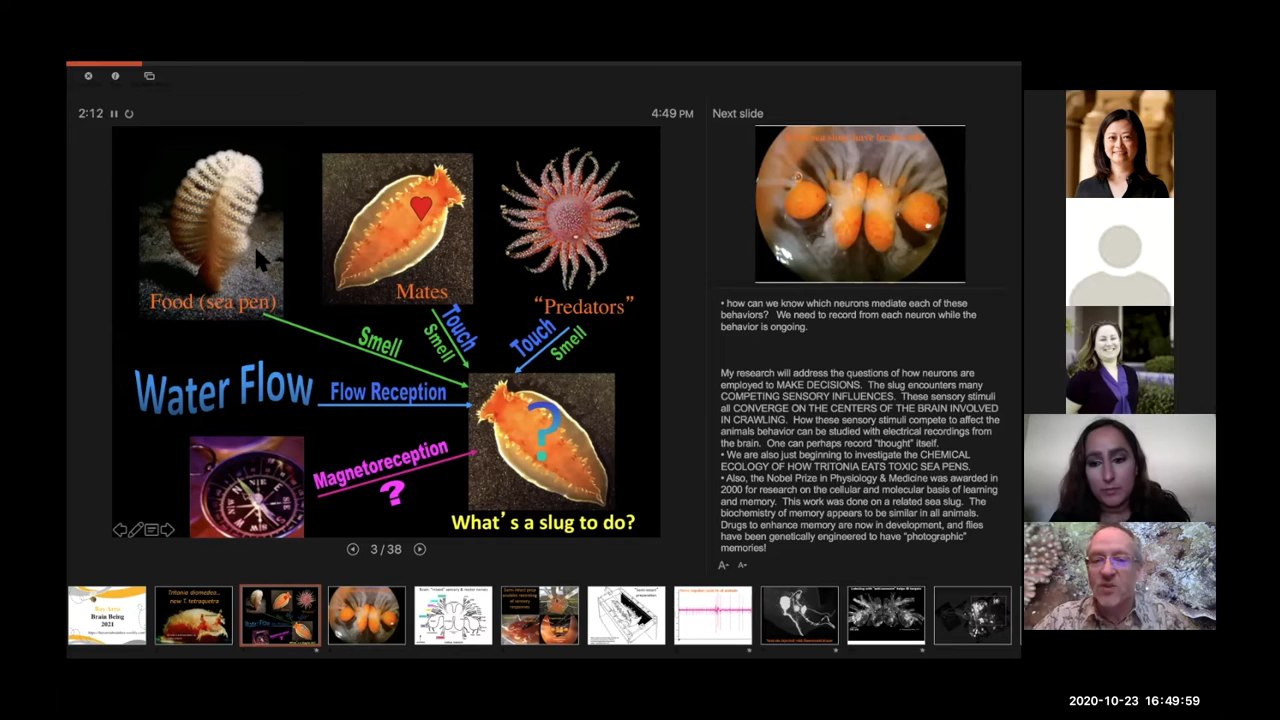 2:12
4:49 PM
Next slide
Food (sea pen)
Mates
“Predators”
Smell
Touch
Smell
Touch
Smell
Water Flow
Flow Reception
Magnetoreception
?
?
What's a slug to do?
3 / 38
• how can we know which neurons mediate each of these
behaviors? We need to record from each neuron while the
behavior is ongoing.
My research will address the questions of how neurons are
employed to MAKE DECISIONS. The slug encounters many
COMPETING SENSORY INFLUENCES. These sensory stimuli
all CONVERGE ON THE CENTERS OF THE BRAIN INVOLVED
IN CRAWLING. How these sensory stimuli compete to affect the
animals behavior can be studied with electrical recordings from
the brain. One can perhaps record “thought” itself.
• We are also just beginning to investigate the CHEMICAL
ECOLOGY OF HOW TRITONIA EATS TOXIC SEA PENS.
• Also, the Nobel Prize in Physiology & Medicine was awarded in
2000 for research on the cellular and molecular basis of learning
and memory. This work was done on a related sea slug. The
biochemistry of memory appears to be similar in all animals.
Drugs to enhance memory are now in development, and flies
have been genetically engineered to have “photographic”
memories!
A- A-
Bay Area
Brain Being
2021
Tritonia diomedea...
new T. tetraquetra
2020-10-23 16:49:59